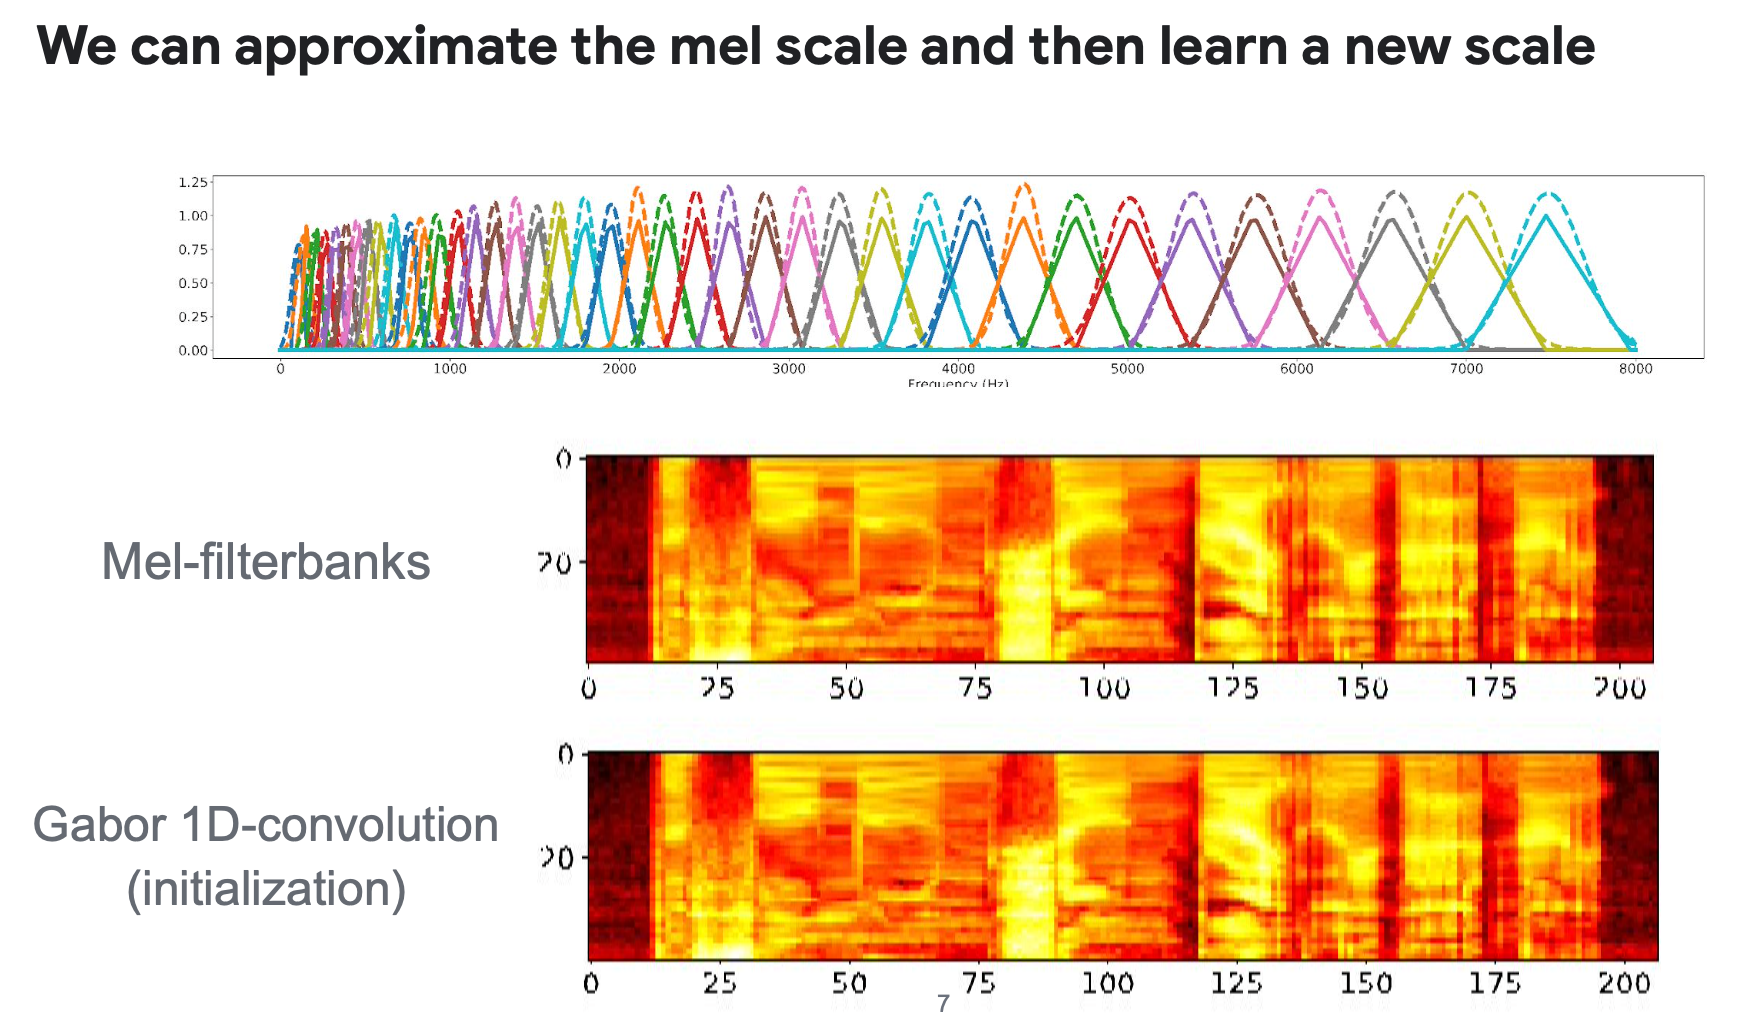 We can approximate the mel scale and then learn a new scale
1.25
1.00
0.75
0.50
0.25
0.00
0 1000 2000 3000 4000 5000 6000 7000 8000
Frequency (Hz)
Mel-filterbanks
0
20
0 25 50 75 100 125 150 175 200
Gabor 1D-convolution
(initialization)
0
20
0 25 50 75 100 125 150 175 200
7